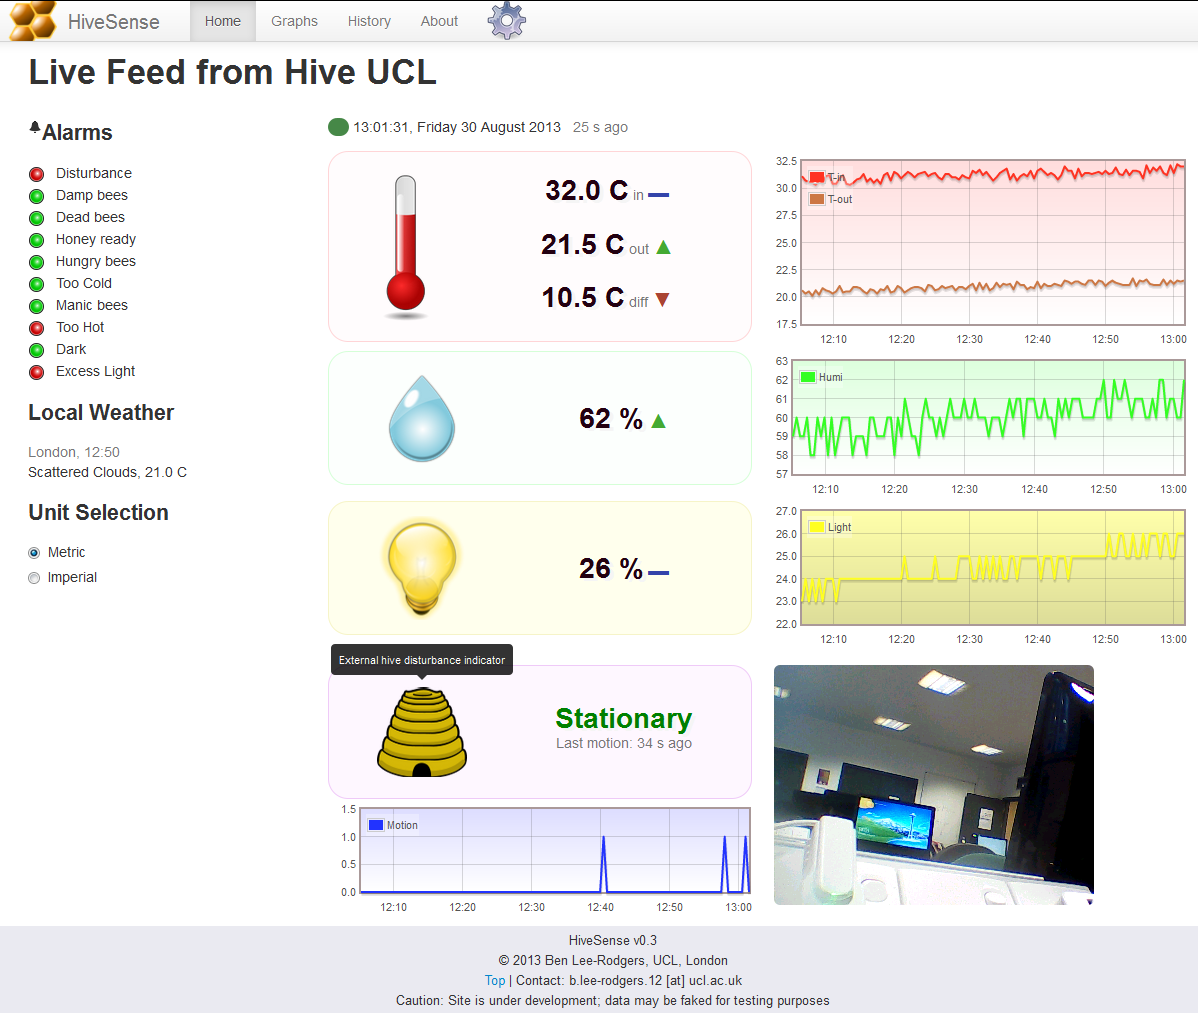 HiveSense
Home
Graphs
History
About
Live Feed from Hive UCL
Alarms
Disturbance
Damp bees
Dead bees
Honey ready
Hungry bees
Too Cold
Manic bees
Too Hot
Dark
Excess Light
Local Weather
London, 12:50
Scattered Clouds, 21.0 C
Unit Selection
Metric
Imperial
13:01:31, Friday 30 August 2013 25 s ago
32.0 C in
21.5 C out
10.5 C diff
32.5
30.0
27.5
25.0
22.5
20.0
17.5
T-in
T-out
12:10 12:20 12:30 12:40 12:50 13:00
62 %
63
62
61
60
59
58
57
Humi
12:10 12:20 12:30 12:40 12:50 13:00
26 %
27.0
26.0
25.0
24.0
23.0
22.0
Light
12:10 12:20 12:30 12:40 12:50 13:00
External hive disturbance indicator
Stationary
Last motion: 34 s ago
1.5
1.0
0.5
0.0
Motion
12:10 12:20 12:30 12:40 12:50 13:00
HiveSense v0.3
© 2013 Ben Lee-Rodgers, UCL, London
Top | Contact: b.lee-rodgers.12 [at] ucl.ac.uk
Caution: Site is under development; data may be faked for testing purposes